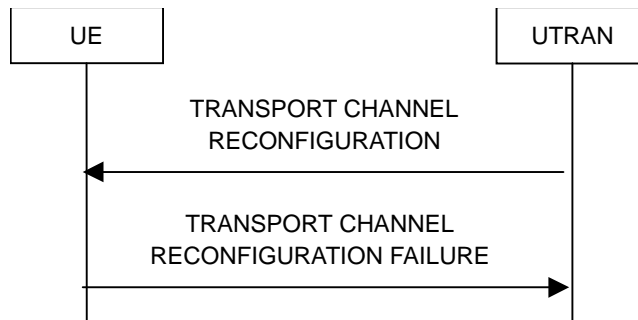 UE
UTRAN
TRANSPORT CHANNEL
RECONFIGURATION
TRANSPORT CHANNEL
RECONFIGURATION FAILURE